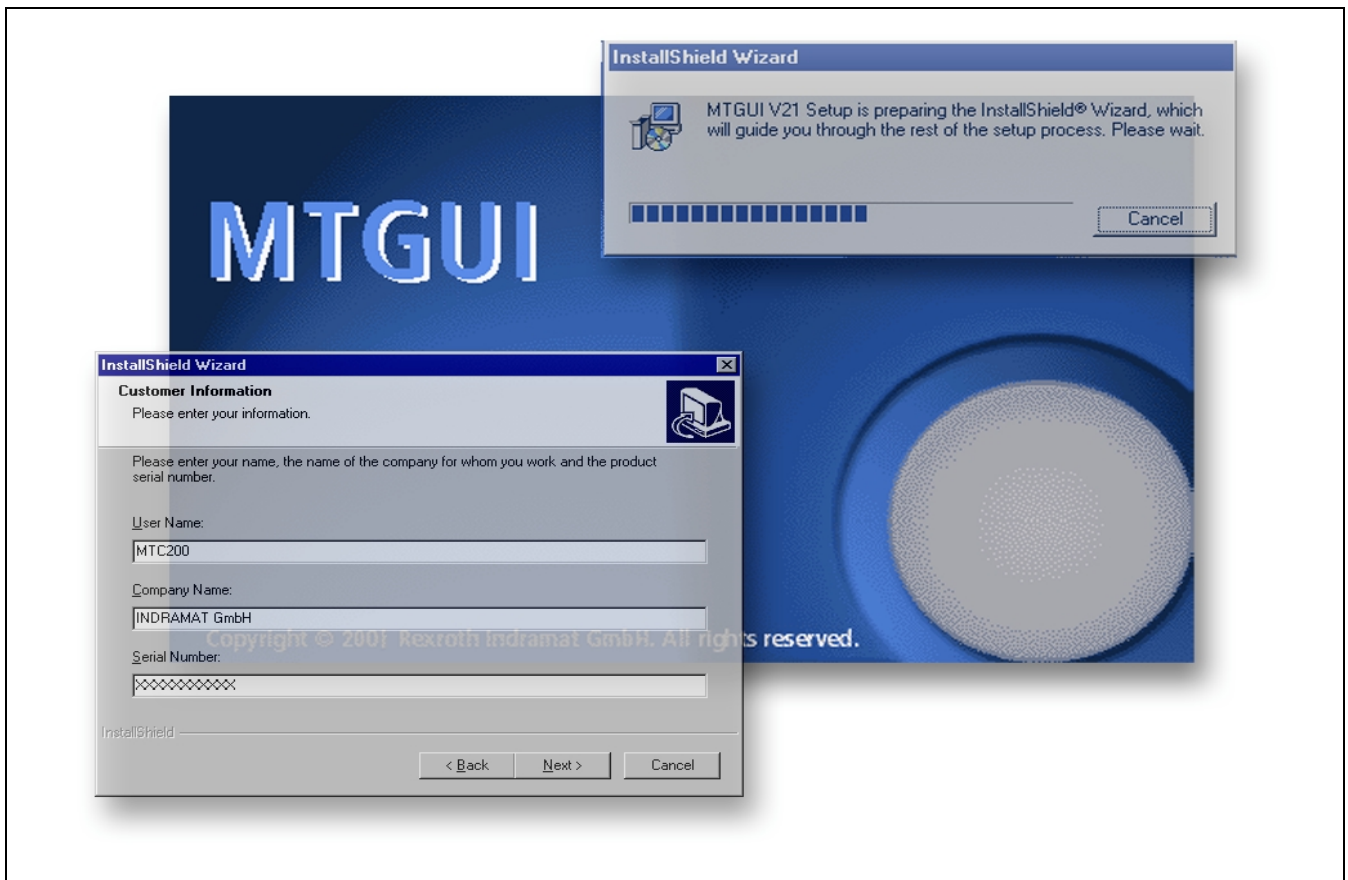 InstallShield Wizard
MTGUI V21 Setup is preparing the InstallShield® Wizard, which
will guide you through the rest of the setup process. Please wait.
Cancel
MTGUI
InstallShield Wizard
Customer Information
Please enter your information.
Please enter your name, the name of the company for whom you work and the product
serial number.
User Name:
MTC200
Company Name:
INDRAMAT GmbH
Copyright © 2001 Rexroth Indramat GmbH. All rights reserved.
Serial Number:
XXXXXXXXXXXX
InstallShield
< Back Next > Cancel